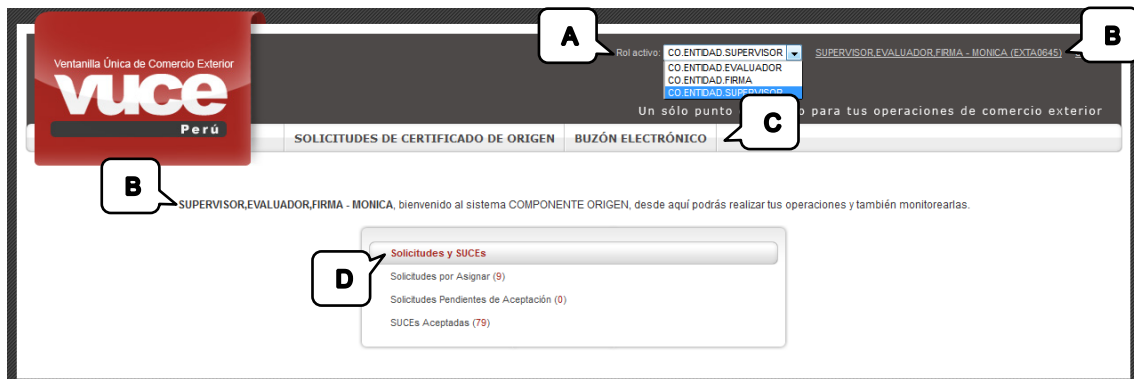 A
B
Rol activo: CO.ENTIDAD.SUPERVISOR SUPERVISOR,EVALUADOR,FIRMA - MONICA (EXTA0645)
CO.ENTIDAD.EVALUADOR
CO.ENTIDAD.FIRMA
CO.ENTIDAD.SUPERVISOR
Ventanilla Única de Comercio Exterior
vuce
Perú
Un sólo punto para tus operaciones de comercio exterior
C
SOLICITUDES DE CERTIFICADO DE ORIGEN BUZÓN ELECTRÓNICO
B
SUPERVISOR,EVALUADOR,FIRMA - MONICA, bienvenido al sistema COMPONENTE ORIGEN, desde aquí podrás realizar tus operaciones y también monitorearlas.
D
Solicitudes y SUCEs
Solicitudes por Asignar (9)
Solicitudes Pendientes de Aceptación (0)
SUCEs Aceptadas (79)